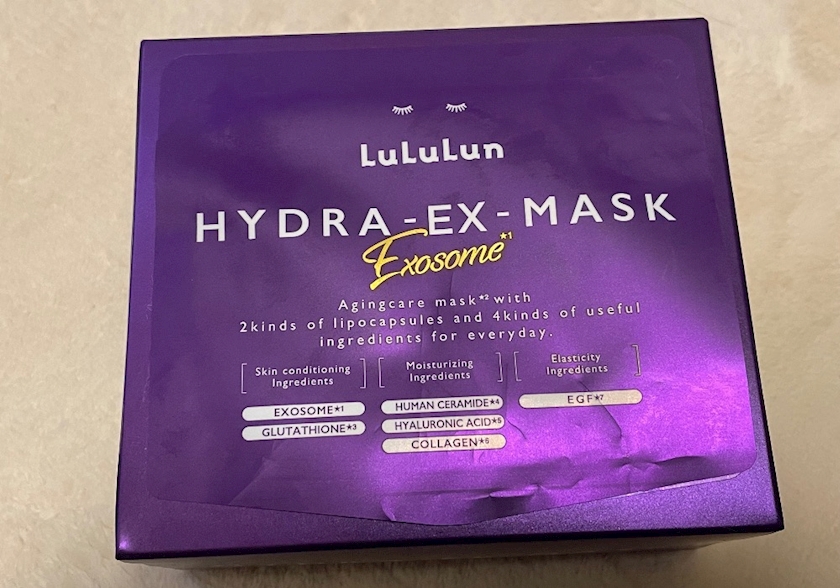 LuLuLun
HYDRA-EX-MASK
Exosome★1
Agingcare mask★2 with
2kinds of lipocapsules and 4kinds of useful
ingredients for everyday.
Skin conditioning
Ingredients
EXOSOME★1
GLUTATHIONE★3
Moisturizing
Ingredients
HUMAN CERAMIDE★4
HYALURONIC ACID★5
COLLAGEN★6
Elasticity
Ingredients
EGF★7